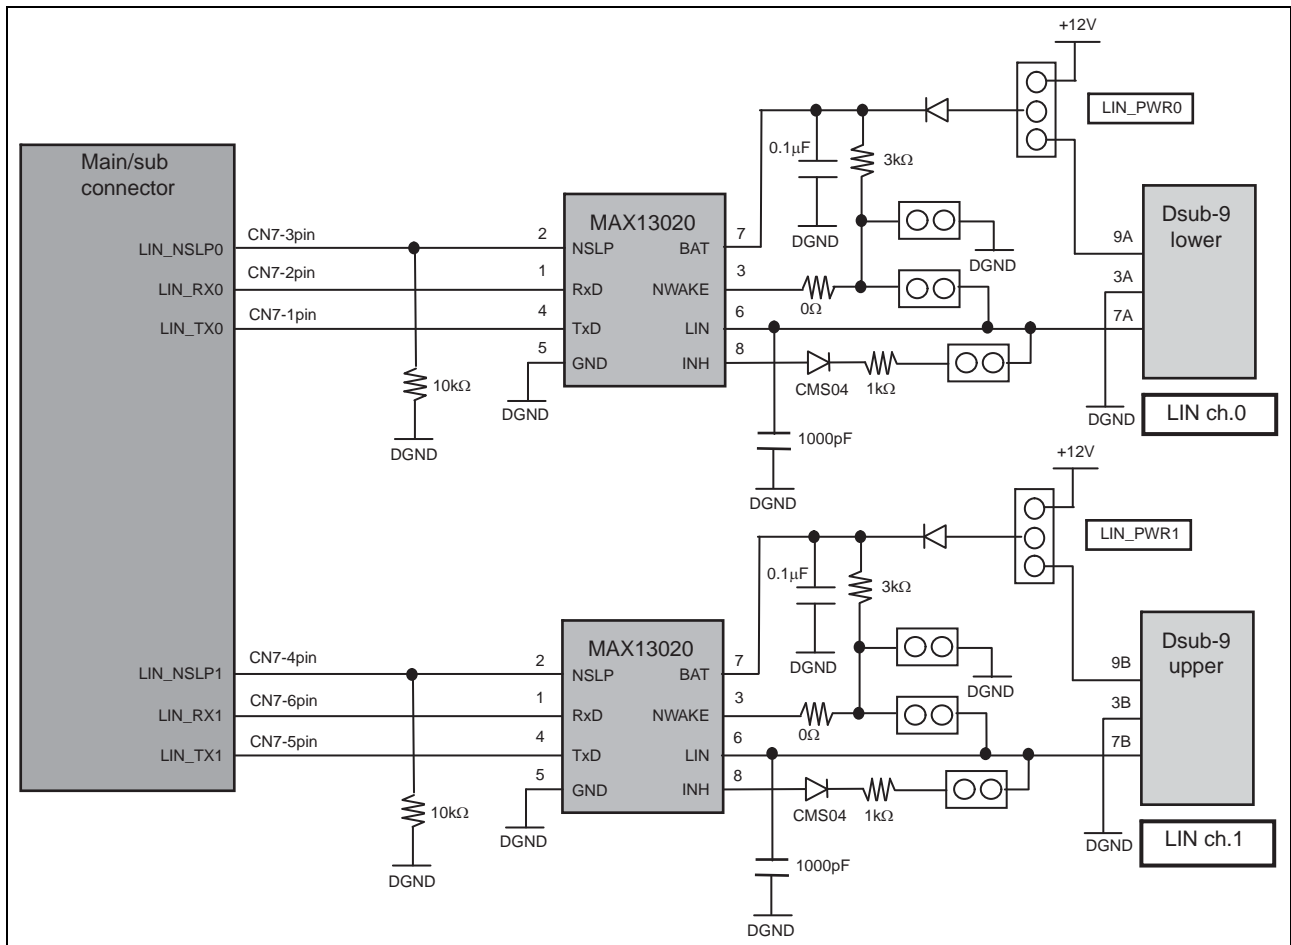 +12V
LIN_PWR0
Main/sub
connector
0.1μF
3kΩ
MAX13020
Dsub-9
lower
CN7-3pin
2
7
DGND
9A
LIN_NSLP0
NSLP
BAT
DGND
CN7-2pin
1
3
3A
LIN_RX0
RxD
NWAKE
0Ω
CN7-1pin
4
6
7A
LIN_TX0
TxD
LIN
5
8
GND
INH
10kΩ
DGND
CMS04
1kΩ
DGND
LIN ch.0
DGND
1000pF
DGND
+12V
LIN_PWR1
0.1μF
3kΩ
MAX13020
Dsub-9
upper
CN7-4pin
2
7
DGND
9B
LIN_NSLP1
NSLP
BAT
DGND
CN7-6pin
1
3
3B
LIN_RX1
RxD
NWAKE
0Ω
CN7-5pin
4
6
7B
LIN_TX1
TxD
LIN
5
8
GND
INH
10kΩ
DGND
CMS04
1kΩ
DGND
LIN ch.1
DGND
1000pF
DGND